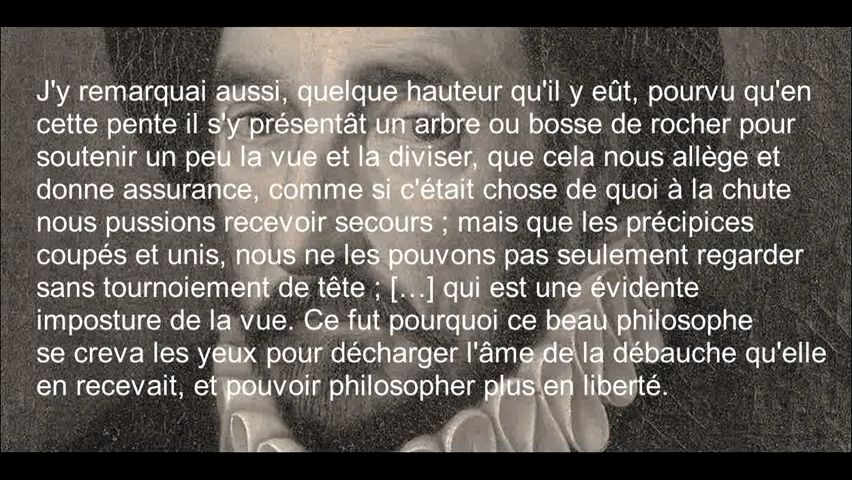 J'y remarquai aussi, quelque hauteur qu'il y eût, pourvu qu'en
cette pente il s'y présentât un arbre ou bosse de rocher pour
soutenir un peu la vue et la diviser, que cela nous allège et
donne assurance, comme si c'était chose de quoi à la chute
nous pussions recevoir secours ; mais que les précipices
coupés et unis, nous ne les pouvons pas seulement regarder
sans tournoiement de tête ; [...] qui est une évidente
imposture de la vue. Ce fut pourquoi ce beau philosophe
se creva les yeux pour décharger l'âme de la débauche qu'elle
en recevait, et pouvoir philosopher plus en liberté.